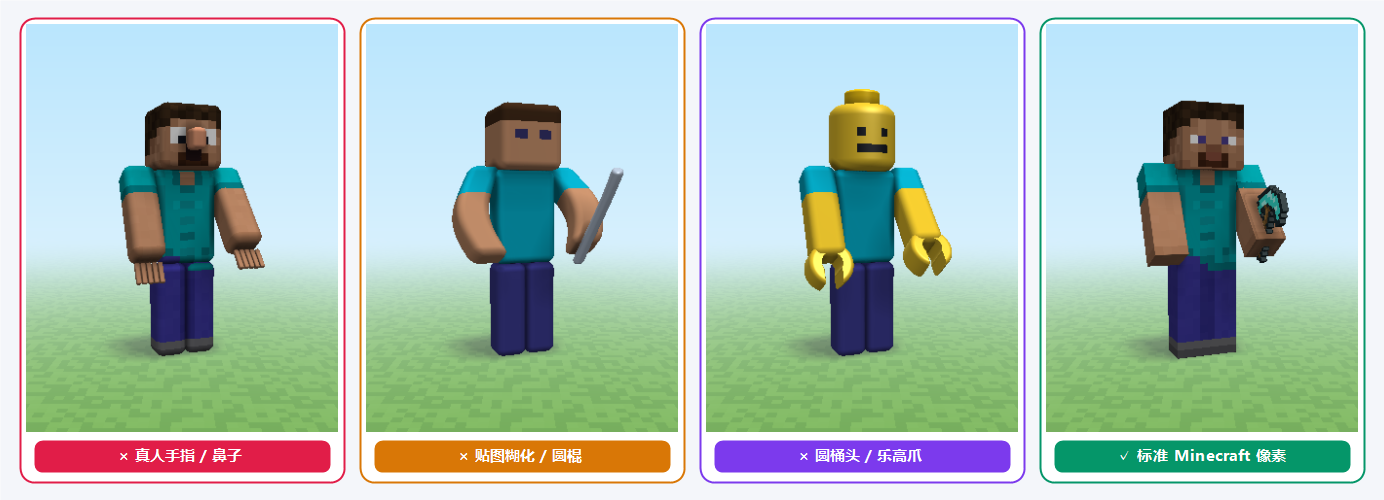 × 真人手指 / 鼻子
× 贴图糊化 / 圆棍
× 圆桶头 / 乐高爪
✓ 标准 Minecraft 像素